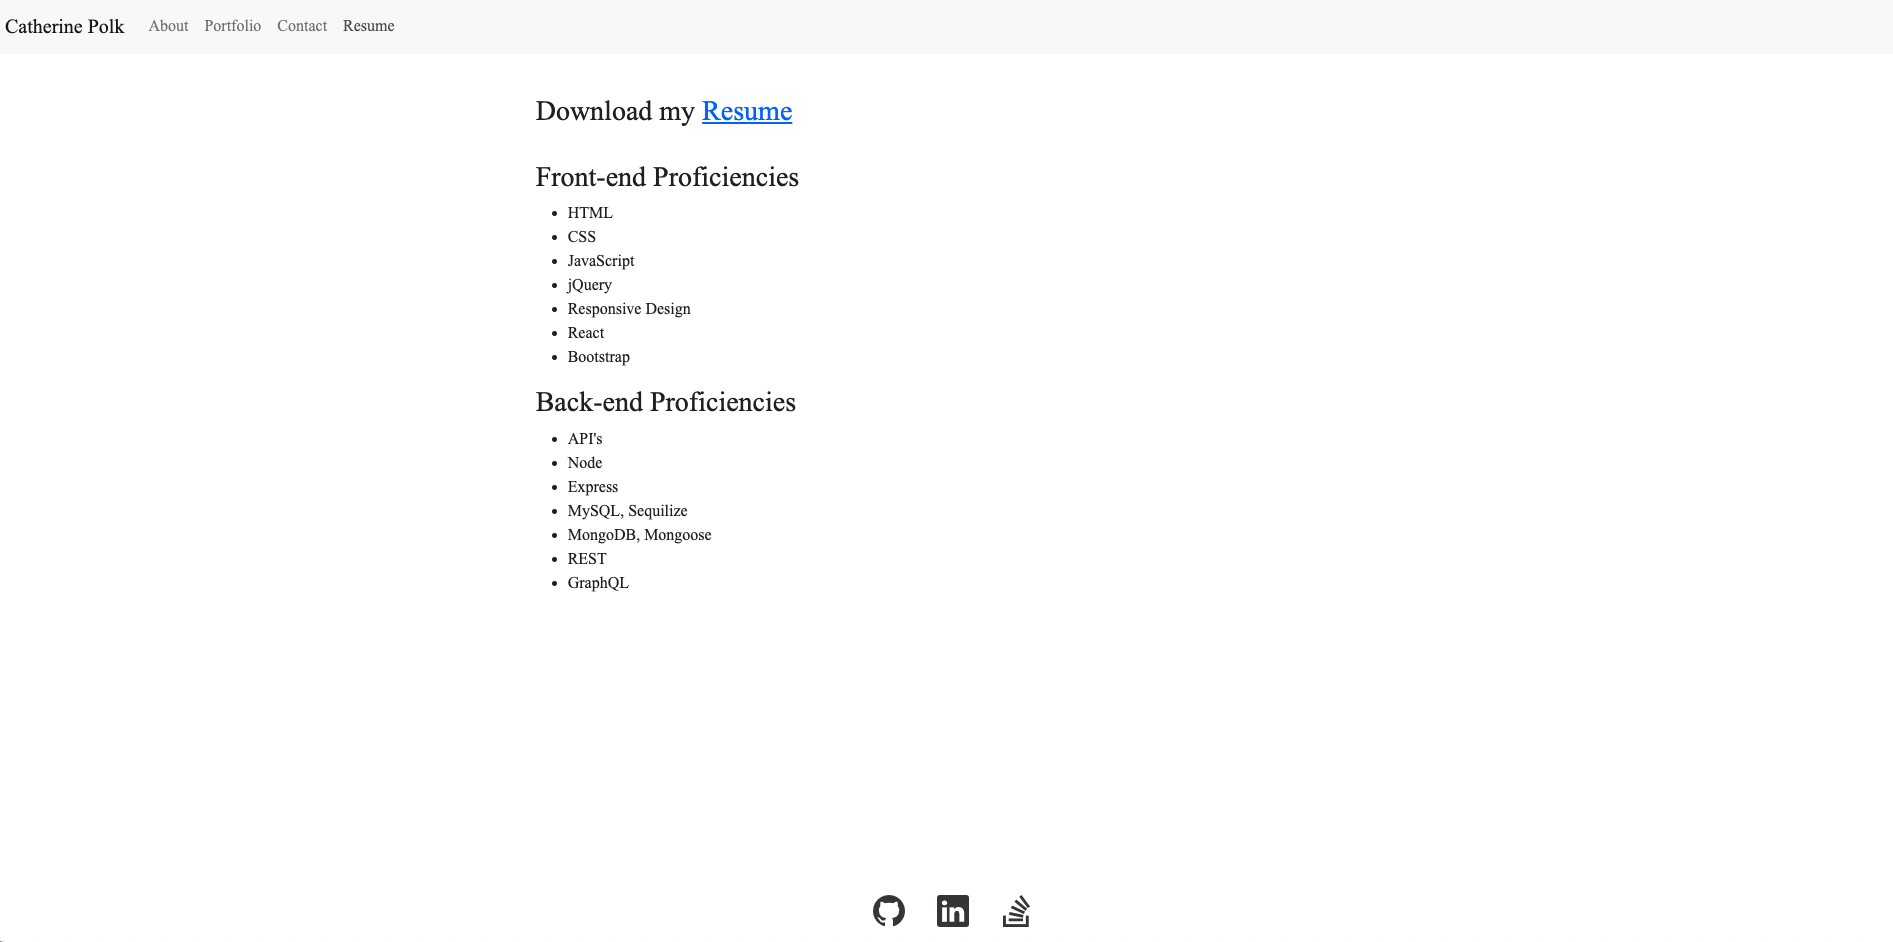 Catherine Polk About Portfolio Contact Resume
Download my Resume
Front-end Proficiencies
HTML
CSS
JavaScript
jQuery
Responsive Design
React
Bootstrap
Back-end Proficiencies
API's
Node
Express
MySQL, Sequilize
MongoDB, Mongoose
REST
GraphQL
in